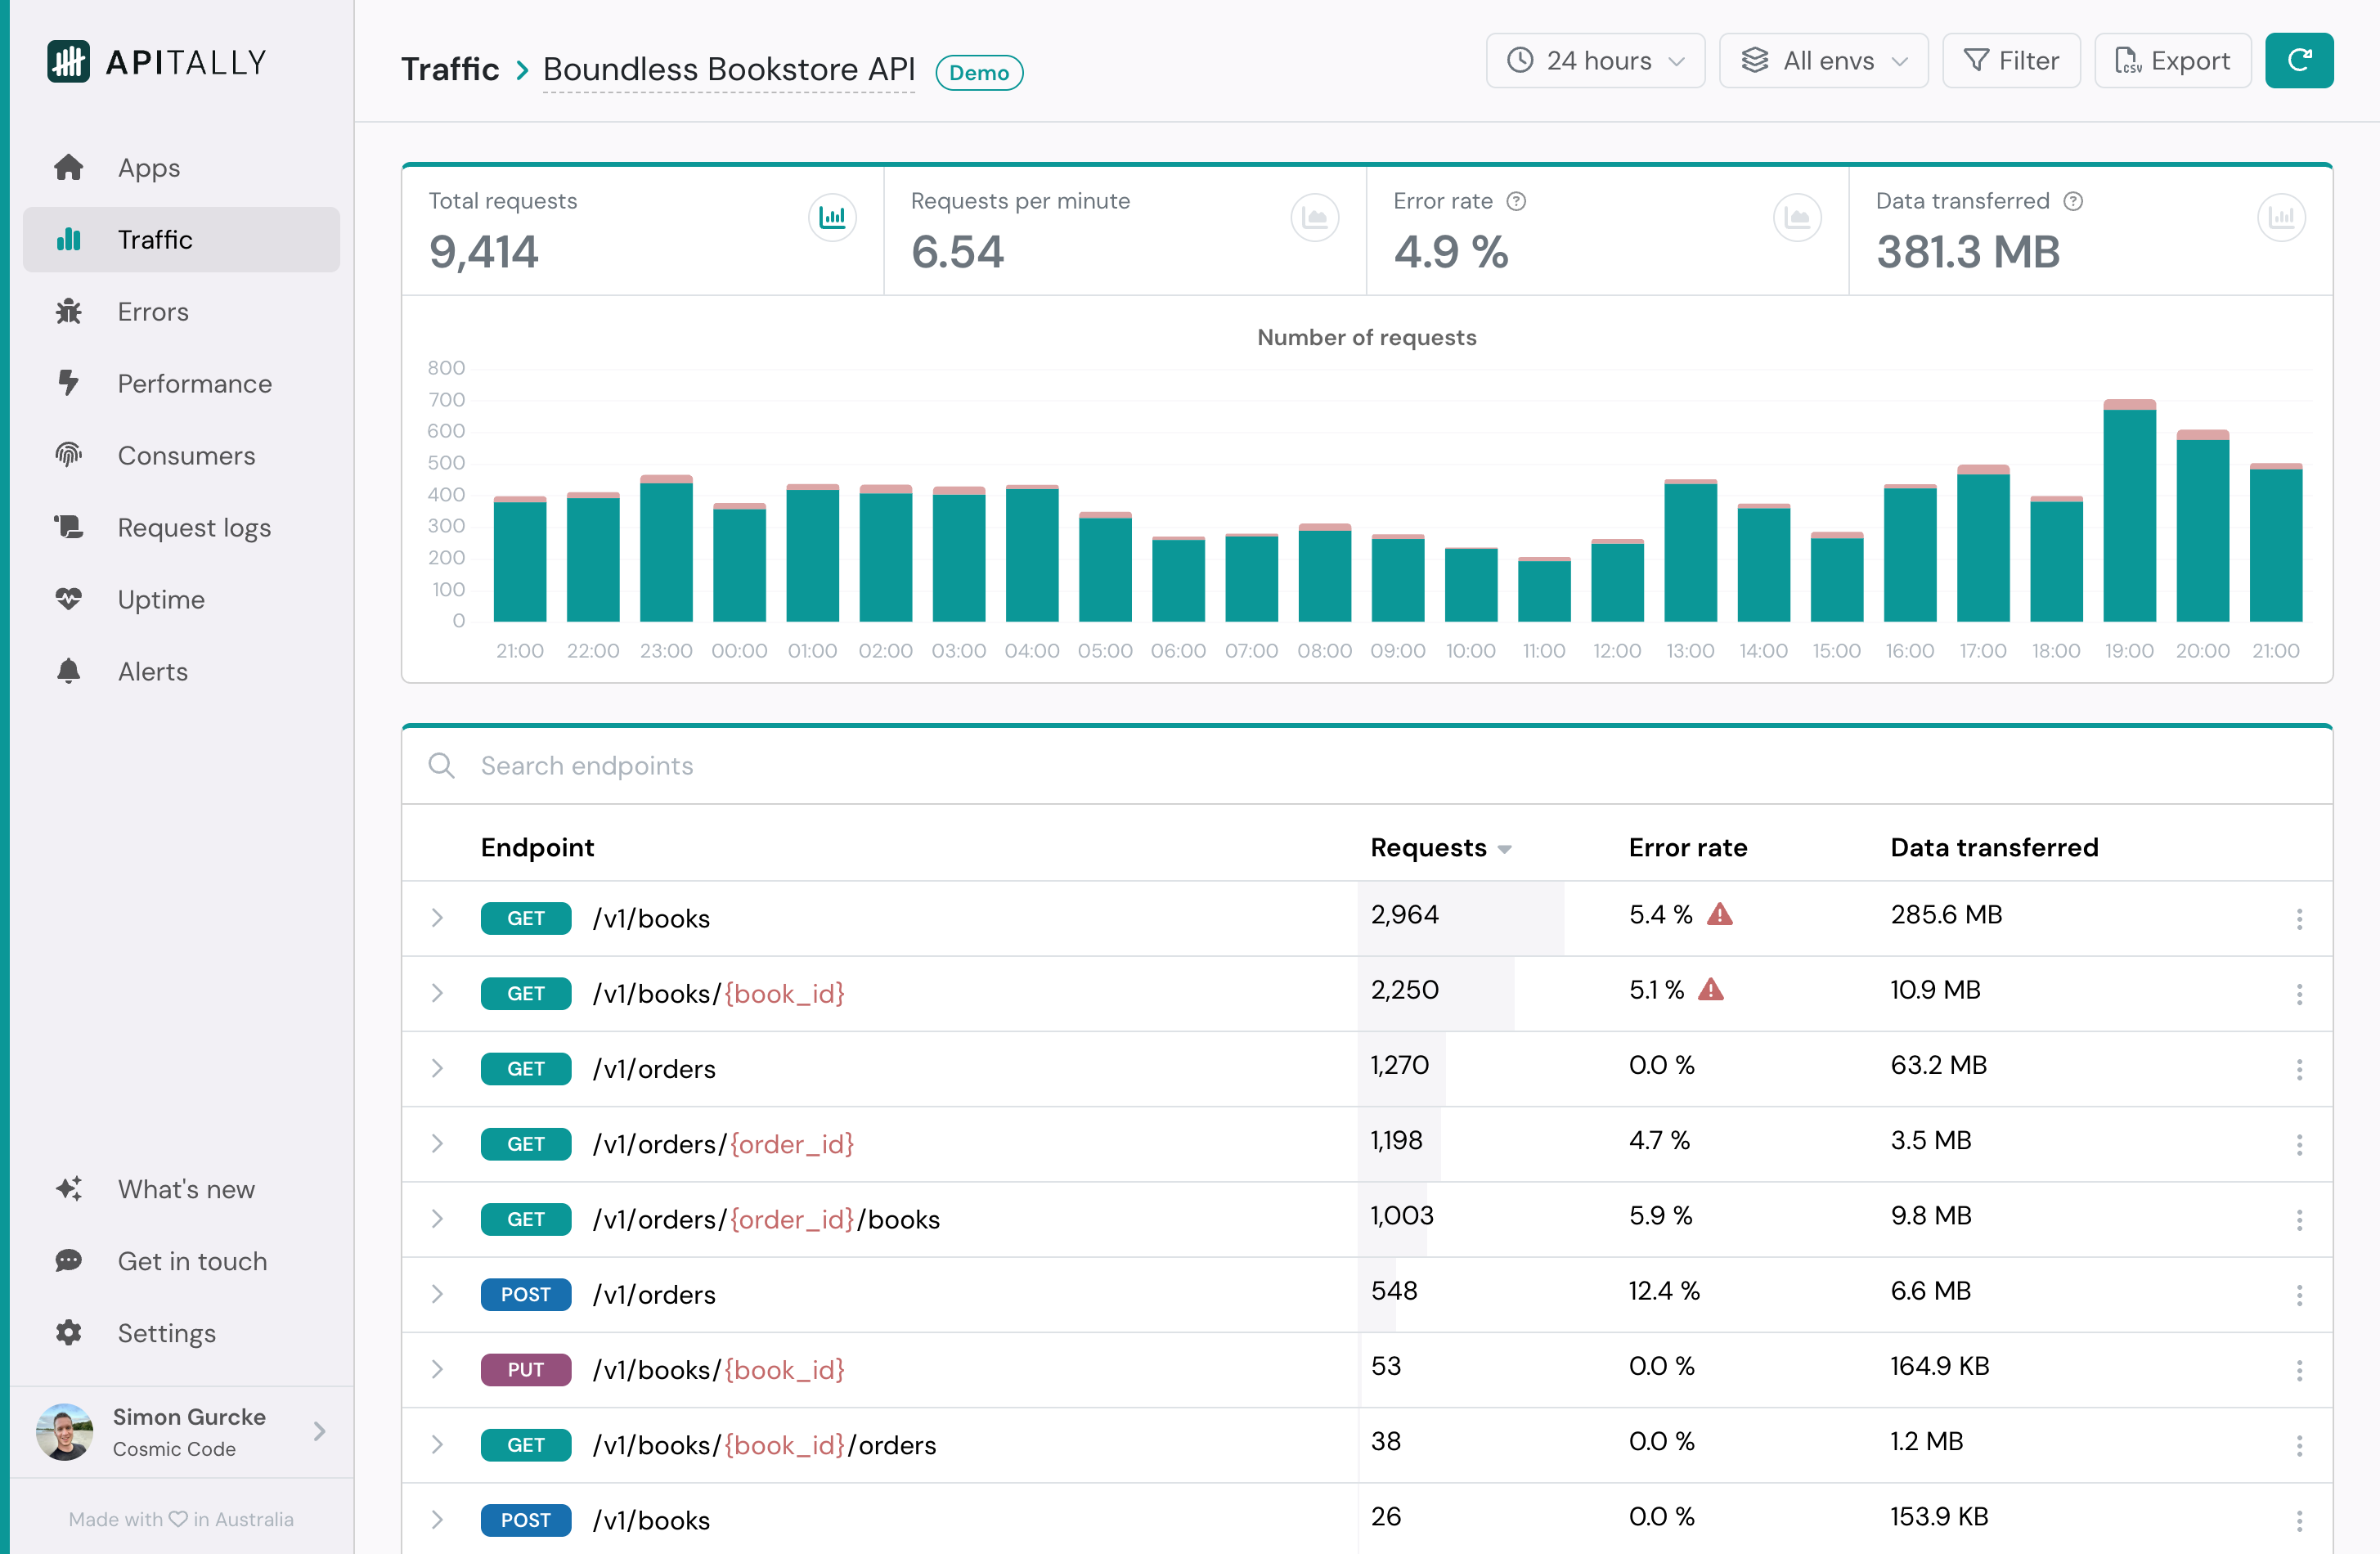 APITALLY
Apps
Traffic
Errors
Performance
Consumers
Request logs
Uptime
Alerts
What's new
Get in touch
Settings
Simon Gurcke
Cosmic Code
Made with in Australia
Traffic Boundless Bookstore API Demo
24 hours All envs Filter CSV Export
Total requests
9,414
Requests per minute
6.54
Error rate ?
4.9 %
Data transferred ?
381.3 MB
Number of requests
800
700
600
500
400
300
200
100
0
21:00 22:00 23:00 00:00 01:00 02:00 03:00 04:00 05:00 06:00 07:00 08:00 09:00 10:00 11:00 12:00 13:00 14:00 15:00 16:00 17:00 18:00 19:00 20:00 21:00
Search endpoints
Endpoint Requests Error rate Data transferred
GET /v1/books 2,964 5.4 % 285.6 MB
GET /v1/books/{book_id} 2,250 5.1 % 10.9 MB
GET /v1/orders 1,270 0.0 % 63.2 MB
GET /v1/orders/{order_id} 1,198 4.7 % 3.5 MB
GET /v1/orders/{order_id}/books 1,003 5.9 % 9.8 MB
POST /v1/orders 548 12.4 % 6.6 MB
PUT /v1/books/{book_id} 53 0.0 % 164.9 KB
GET /v1/books/{book_id}/orders 38 0.0 % 1.2 MB
POST /v1/books 26 0.0 % 153.9 KB